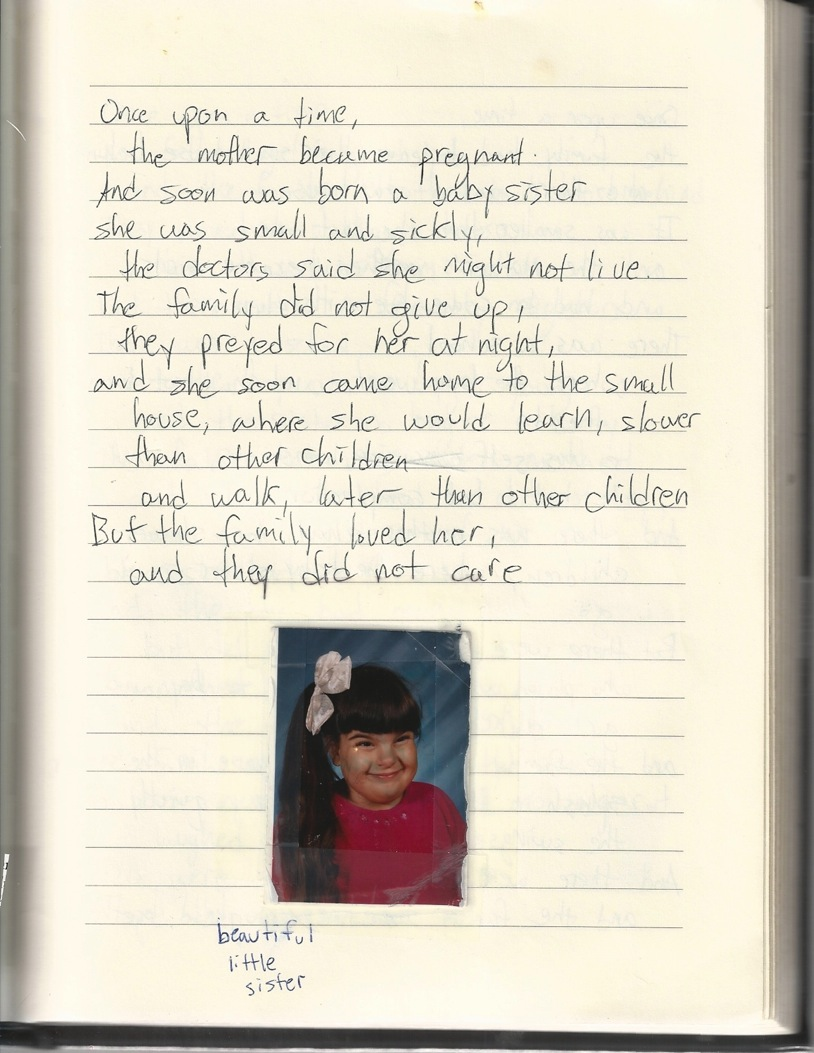 Once upon a time,
the mother became pregnant.
And soon was born a baby sister
she was small and sickly,
the doctors said she might not live.
The family did not give up,
they preyed for her at night,
and she soon came home to the small
house, where she would learn, slower
than other children
and walk, later than other children
But the family loved her,
and they did not care
beautiful
little
sister